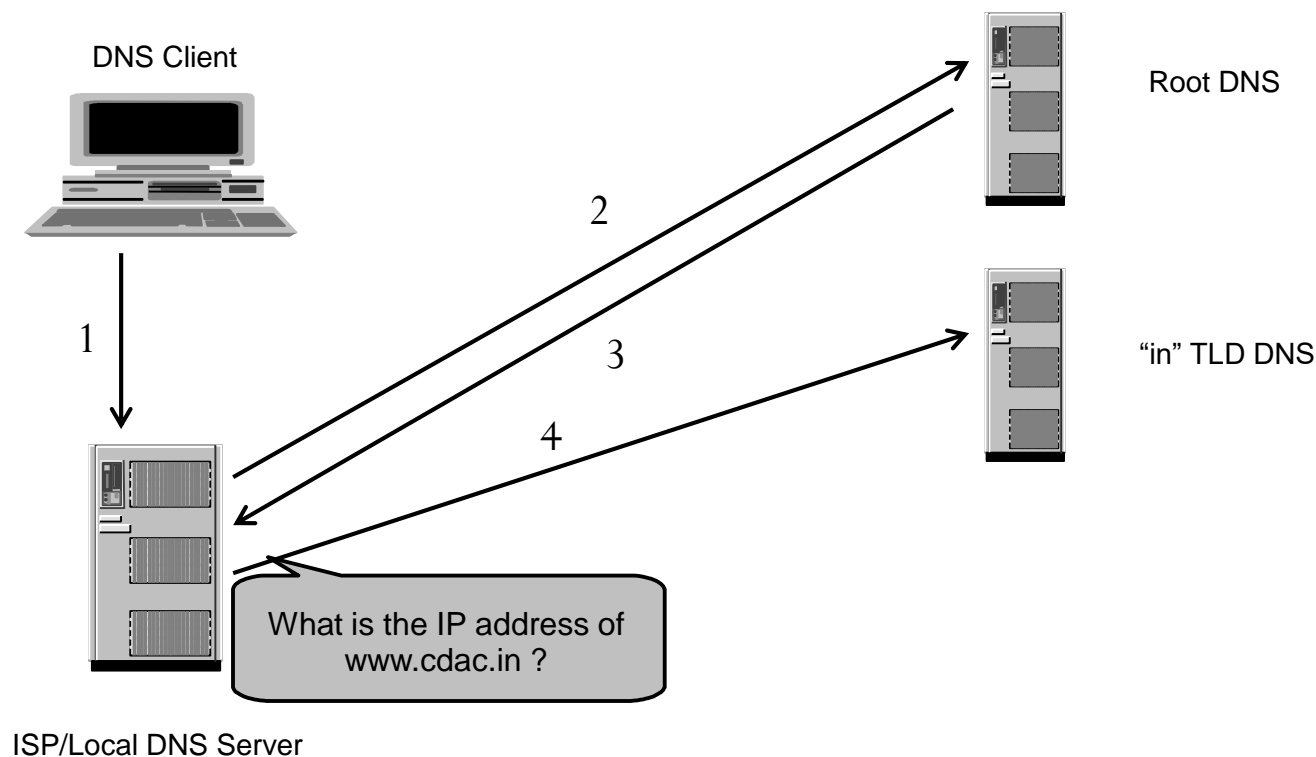 DNS Client
Root DNS
2
1
3
“in” TLD DNS
4
What is the IP address of
www.cdac.in ?
ISP/Local DNS Server